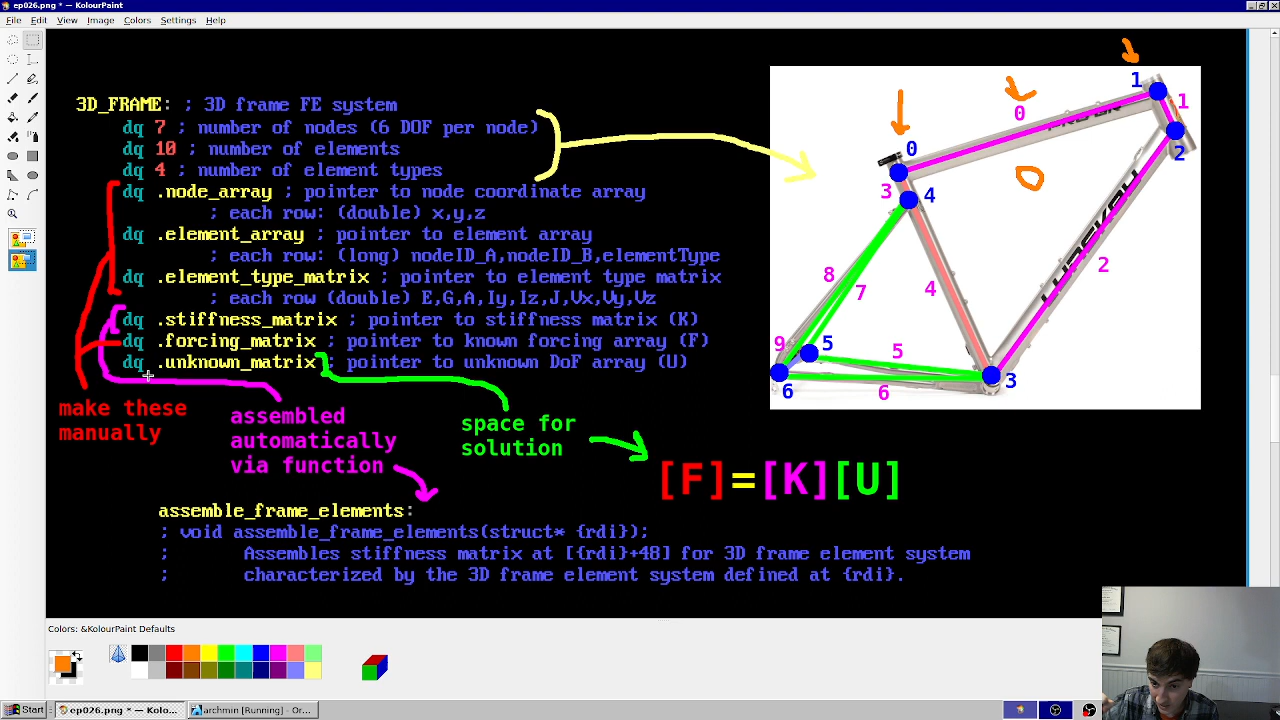 ep026.png * — KolourPaint
File Edit View Image Colors Settings Help
3D_FRAME: ; 3D frame FE system
dq 7 ; number of nodes (6 DOF per node)
dq 10 ; number of elements
dq 4 ; number of element types
dq .node_array ; pointer to node coordinate array
; each row: (double) x,y,z
dq .element_array ; pointer to element array
; each row: (long) nodeID_A,nodeID_B,elementType
dq .element_type_matrix ; pointer to element type matrix
; each row (double) E,G,A,Iy,Iz,J,Vx,Vy,Vz
dq .stiffness_matrix ; pointer to stiffness matrix (K)
dq .forcing_matrix ; pointer to known forcing array (F)
dq .unknown_matrix ; pointer to unknown DoF array (U)
make these
manually
assembled
automatically
via function
space for
solution
[F]=[K][U]
assemble_frame_elements:
; void assemble_frame_elements(struct* {rdi});
; Assembles stiffness matrix at [{rdi}+48] for 3D frame element system
; characterized by the 3D frame element system defined at {rdi}.
1
1
0
0
2
3
4
2
8
7
4
9
5
5
6
6
3
Colors: &KolourPaint Defaults
Start
ep026.png * — Kolo...
archmin [Running] - Or...